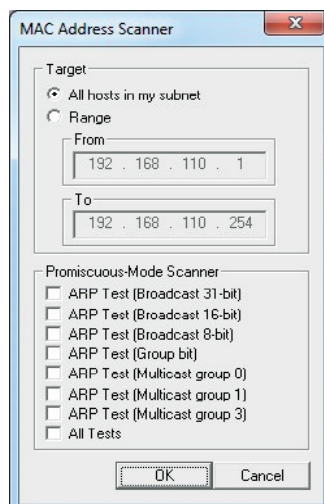 MAC Address Scanner
Target
All hosts in my subnet
Range
From
192 . 168 . 110 . 1
To
192 . 168 . 110 . 254
Promiscuous-Mode Scanner
ARP Test (Broadcast 31-bit)
ARP Test (Broadcast 16-bit)
ARP Test (Broadcast 8-bit)
ARP Test (Group bit)
ARP Test (Multicast group 0)
ARP Test (Multicast group 1)
ARP Test (Multicast group 3)
All Tests
OK Cancel